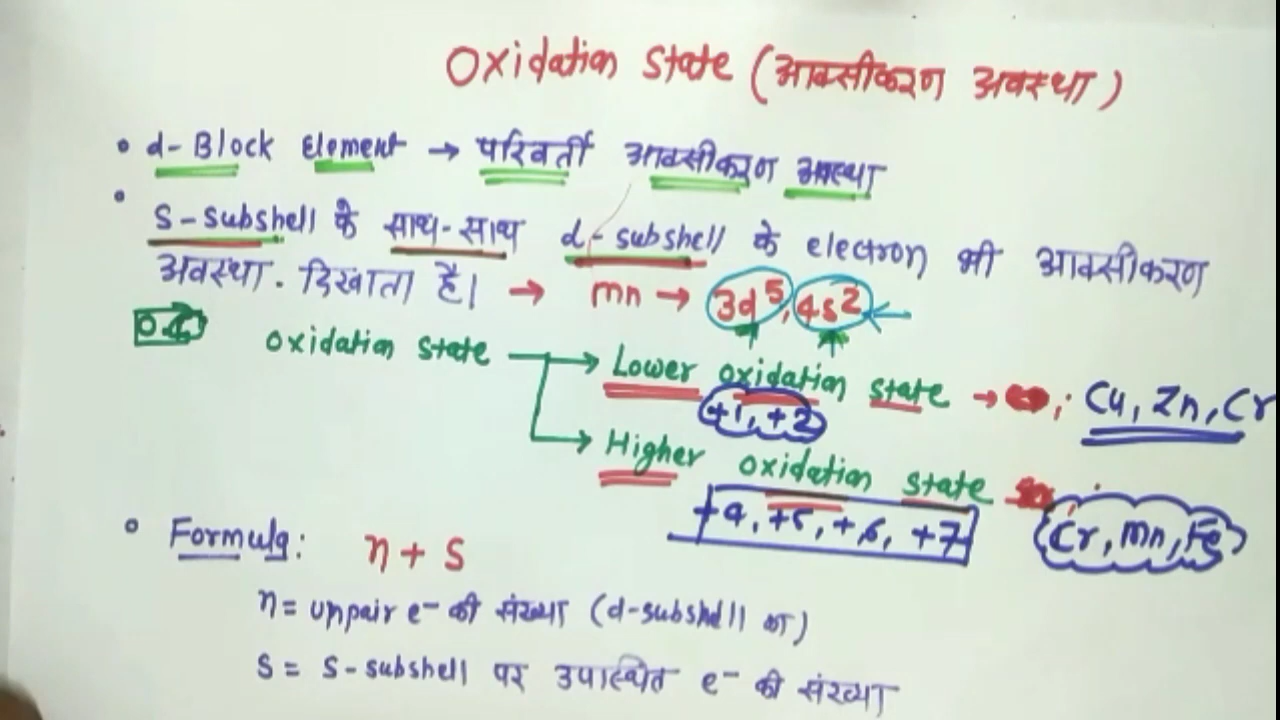 Oxidation State (आक्सीकरण अवस्था)
• d-Block Element → परिवर्ती आक्सीकरण अवस्था
• S-subshell के साथ-साथ d-subshell के electron भी आक्सीकरण
अवस्था. दिखाता है। → mn → 3d⁵, 4s²
oxidation state → Lower oxidation state → ; Cu, Zn, Cr
+1, +2
→ Higher oxidation state
+4, +5, +6, +7 Cr, mn, Fe
• Formula: n + S
n = unpair e⁻ की संख्या (d-subshell का)
S = S-subshell पर उपास्थित e⁻ की संख्या